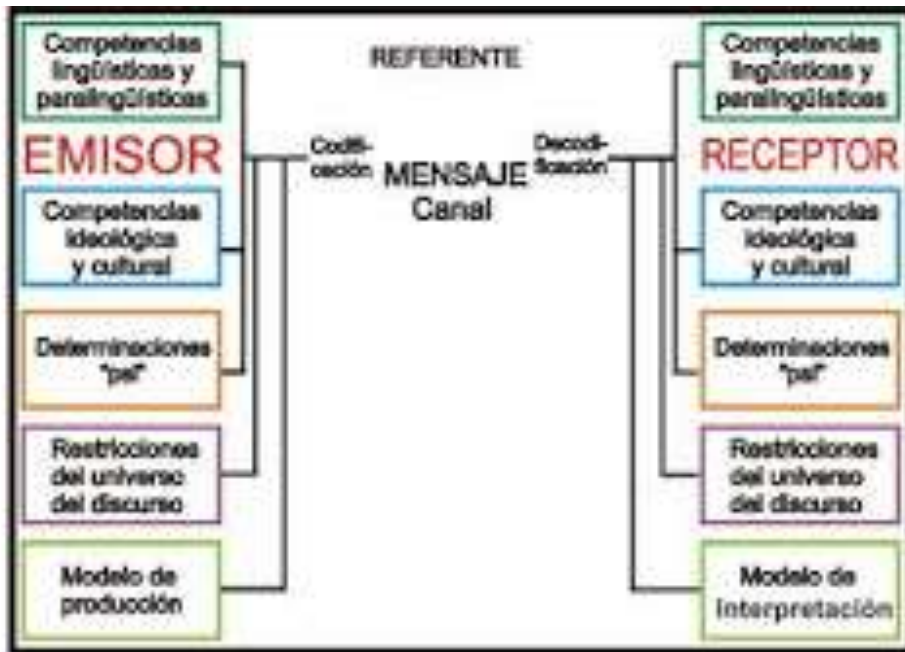 Competencias
lingüísticas y
paralingüísticas
EMISOR
Competencias
ideológica
y cultural
Determinaciones
"psi"
Restricciones
del universo
del discurso
Modelo de
producción
REFERENTE
Codifi-
cación
MENSAJE
Canal
Decodi-
ficación
Competencias
lingüísticas y
paralingüísticas
RECEPTOR
Competencias
ideológica
y cultural
Determinaciones
"psi"
Restricciones
del universo
del discurso
Modelo de
interpretación